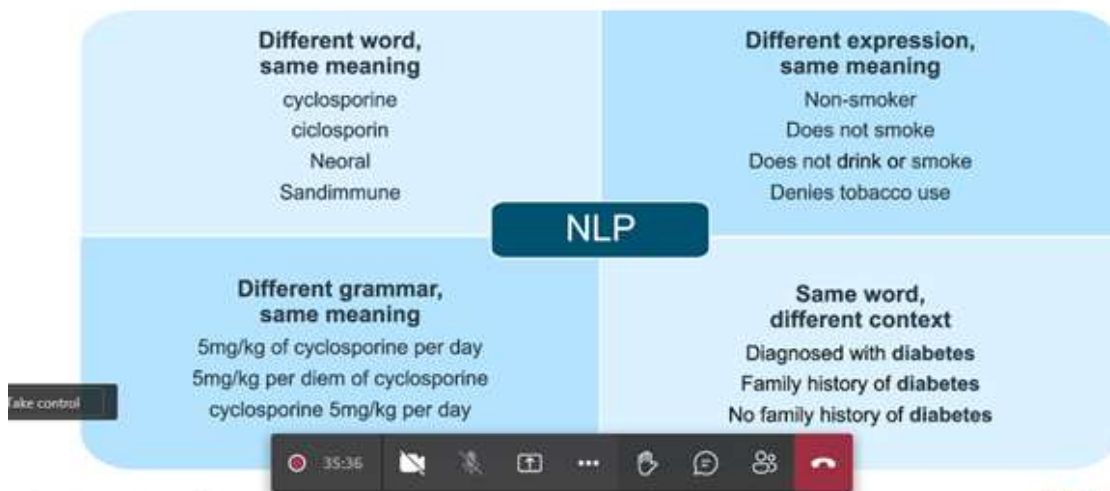 Different word,
same meaning
cyclosporine
ciclosporin
Neoral
Sandimmune
Different expression,
same meaning
Non-smoker
Does not smoke
Does not drink or smoke
Denies tobacco use
NLP
Different grammar,
same meaning
5mg/kg of cyclosporine per day
5mg/kg per diem of cyclosporine
cyclosporine 5mg/kg per day
Same word,
different context
Diagnosed with diabetes
Family history of diabetes
No family history of diabetes
Take control
35:36